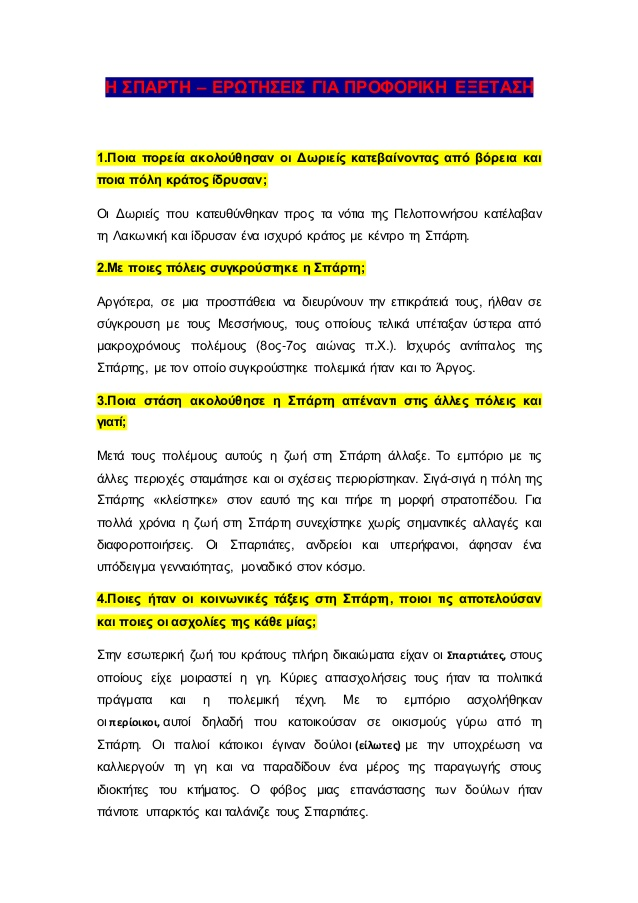 Η ΣΠΑΡΤΗ – ΕΡΩΤΗΣΕΙΣ ΓΙΑ ΠΡΟΦΟΡΙΚΗ ΕΞΕΤΑΣΗ
1.Ποια πορεία ακολούθησαν οι Δωριείς κατεβαίνοντας από βόρεια και
ποια πόλη κράτος ίδρυσαν;
Οι Δωριείς που κατευθύνθηκαν προς τα νότια της Πελοποννήσου κατέλαβαν
τη Λακωνική και ίδρυσαν ένα ισχυρό κράτος με κέντρο τη Σπάρτη.
2.Με ποιες πόλεις συγκρούστηκε η Σπάρτη;
Αργότερα, σε μια προσπάθεια να διευρύνουν την επικράτειά τους, ήλθαν σε
σύγκρουση με τους Μεσσήνιους, τους οποίους τελικά υπέταξαν ύστερα από
μακροχρόνιους πολέμους (8ος-7ος αιώνας π.Χ.). Ισχυρός αντίπαλος της
Σπάρτης, με τον οποίο συγκρούστηκε πολεμικά ήταν και το Άργος.
3.Ποια στάση ακολούθησε η Σπάρτη απέναντι στις άλλες πόλεις και
γιατί;
Μετά τους πολέμους αυτούς η ζωή στη Σπάρτη άλλαξε. Το εμπόριο με τις
άλλες περιοχές σταμάτησε και οι σχέσεις περιορίστηκαν. Σιγά-σιγά η πόλη της
Σπάρτης «κλείστηκε» στον εαυτό της και πήρε τη μορφή στρατοπέδου. Για
πολλά χρόνια η ζωή στη Σπάρτη συνεχίστηκε χωρίς σημαντικές αλλαγές και
διαφοροποιήσεις. Οι Σπαρτιάτες, ανδρείοι και υπερήφανοι, άφησαν ένα
υπόδειγμα γενναιότητας, μοναδικό στον κόσμο.
4.Ποιες ήταν οι κοινωνικές τάξεις στη Σπάρτη, ποιοι τις αποτελούσαν
και ποιες οι ασχολίες της κάθε μίας;
Στην εσωτερική ζωή του κράτους πλήρη δικαιώματα είχαν οι Σπαρτιάτες, στους
οποίους είχε μοιραστεί η γη. Κύριες απασχολήσεις τους ήταν τα πολιτικά
πράγματα και η πολεμική τέχνη. Με το εμπόριο ασχολήθηκαν
οι περίοικοι, αυτοί δηλαδή που κατοικούσαν σε οικισμούς γύρω από τη
Σπάρτη. Οι παλιοί κάτοικοι έγιναν δούλοι (είλωτες) με την υποχρέωση να
καλλιεργούν τη γη και να παραδίδουν ένα μέρος της παραγωγής στους
ιδιοκτήτες του κτήματος. Ο φόβος μιας επανάστασης των δούλων ήταν
πάντοτε υπαρκτός και ταλάνιζε τους Σπαρτιάτες.